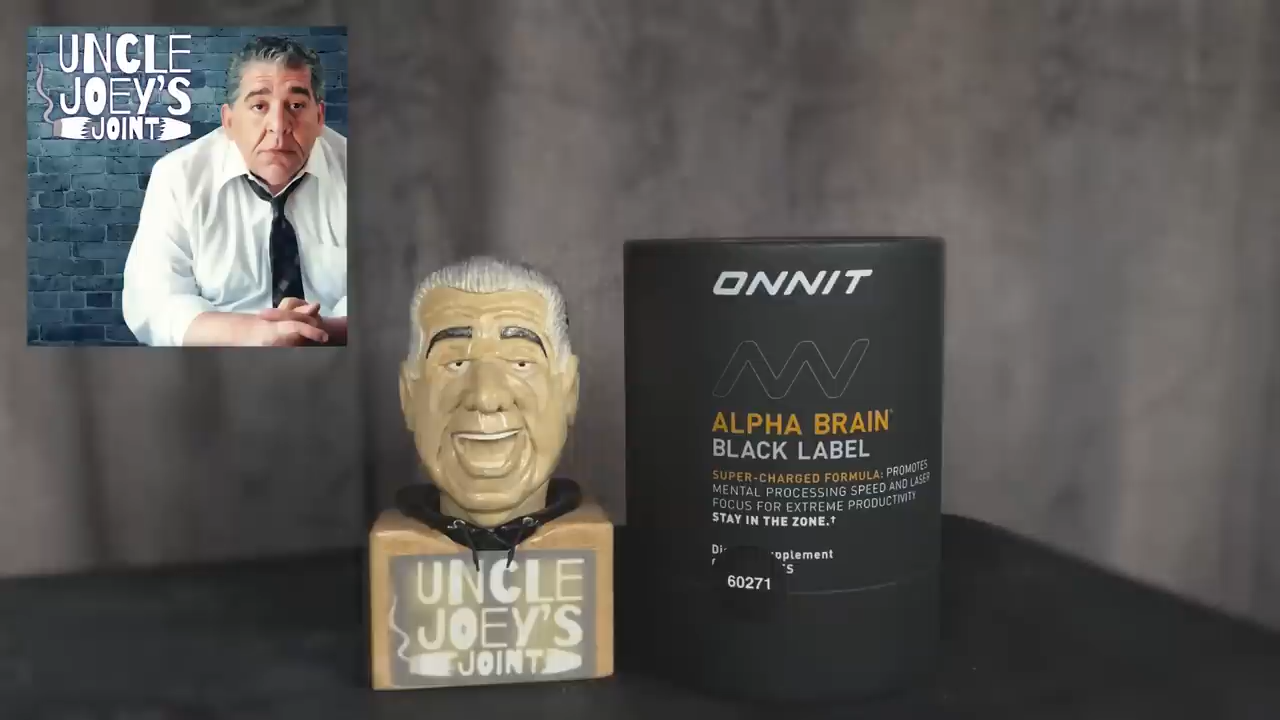 UNCLE
JOEY'S
JOINT
ONNIT
ALPHA BRAIN®
BLACK LABEL
SUPER-CHARGED FORMULA: PROMOTES
MENTAL PROCESSING SPEED AND LASER
FOCUS FOR EXTREME PRODUCTIVITY
STAY IN THE ZONE.†
60271
UNCLE
JOEY'S
JOINT